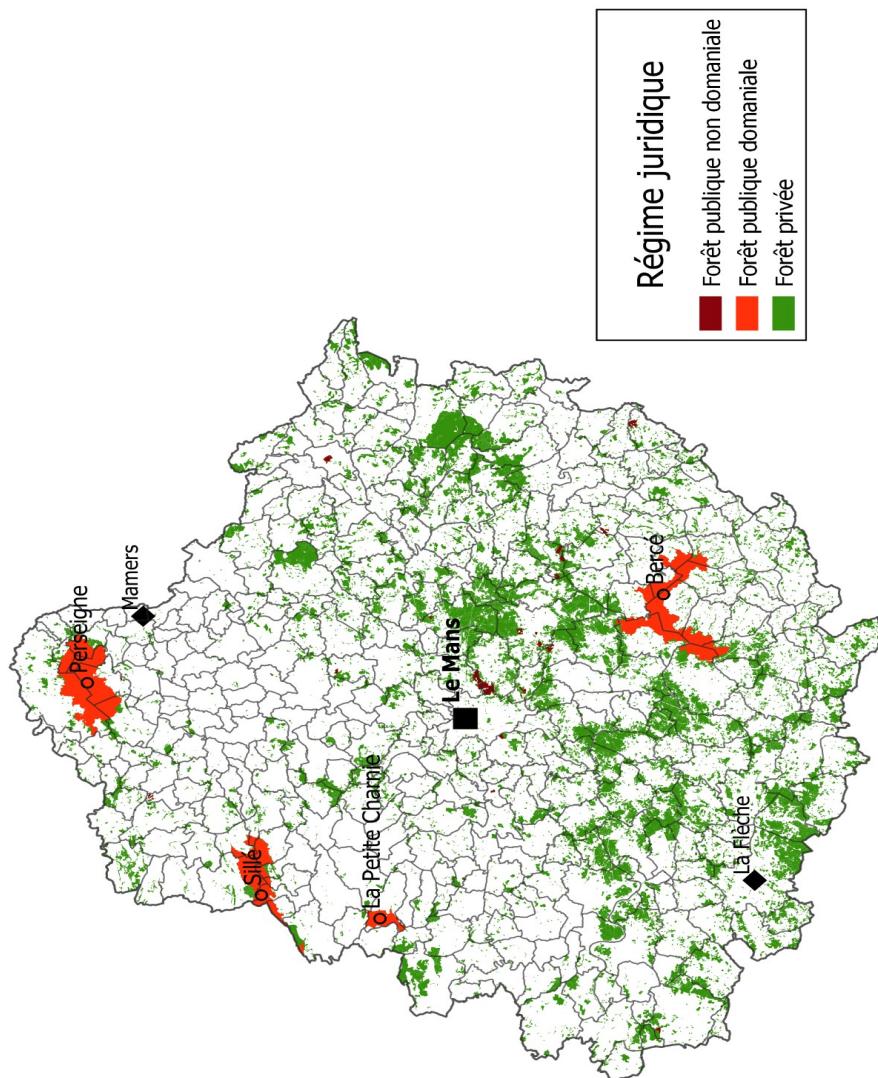 Perseigne
Mamers
Sillé
La Petite Charnie
Le Mans
Bercé
La Flèche
Régime juridique
Forêt publique non domaniale
Forêt publique domaniale
Forêt privée